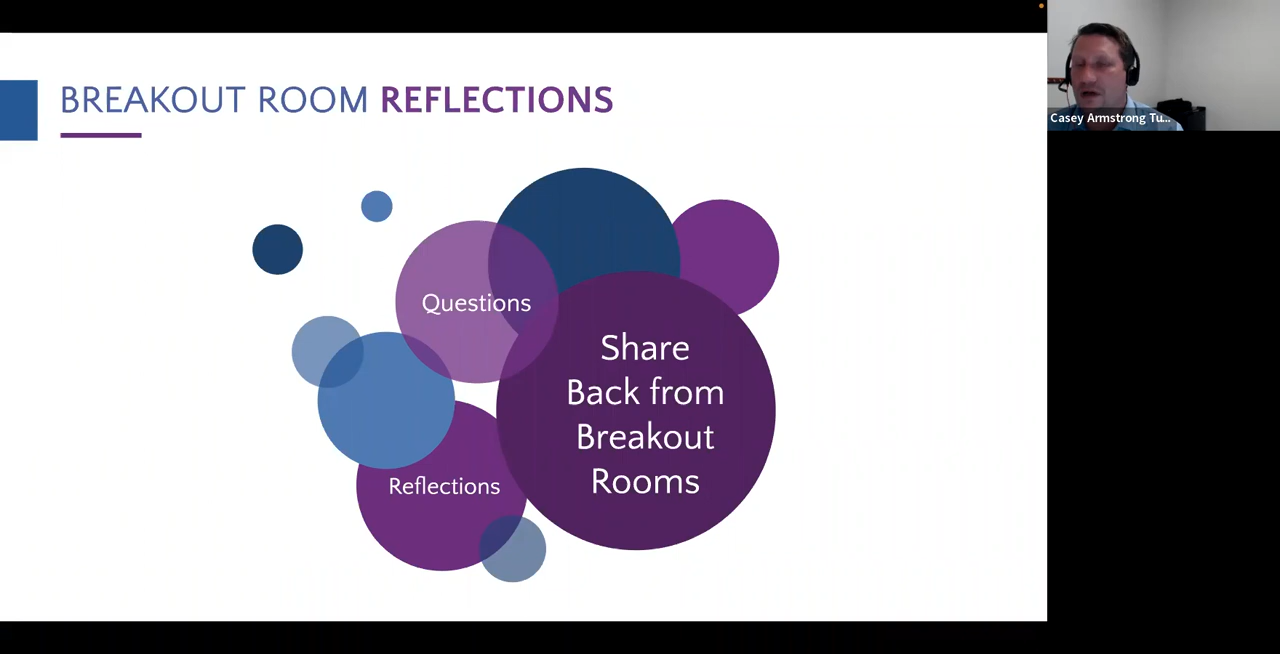 BREAKOUT ROOM REFLECTIONS
Casey Armstrong Tu...
Questions
Share
Back from
Breakout
Rooms
Reflections